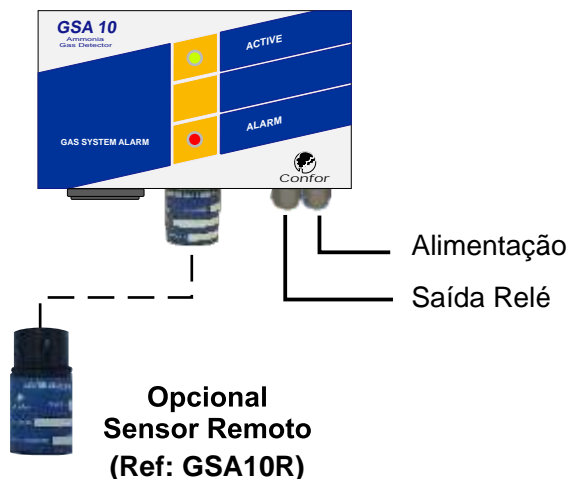 GSA 10
Ammonia
Gas Detector
ACTIVE
ALARM
GAS SYSTEM ALARM
Confor
Alimentação
Saída Relé
Opcional
Sensor Remoto
(Ref: GSA10R)